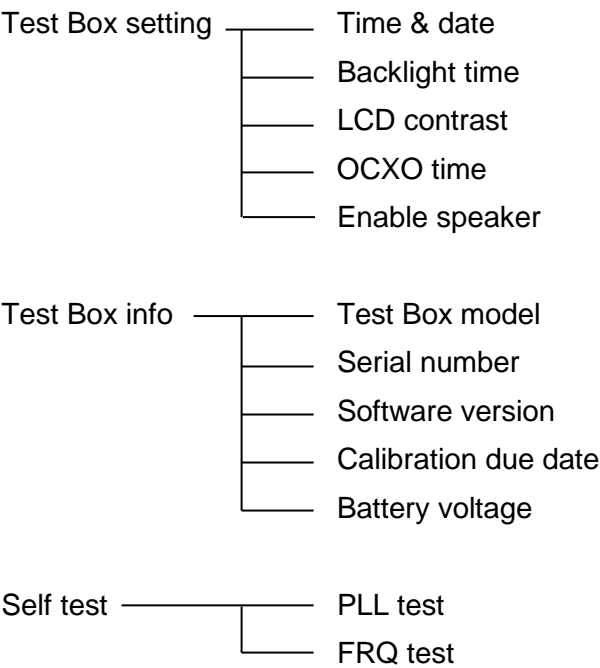 Test Box setting Time & date
Backlight time
LCD contrast
OCXO time
Enable speaker
Test Box info Test Box model
Serial number
Software version
Calibration due date
Battery voltage
Self test PLL test
FRQ test